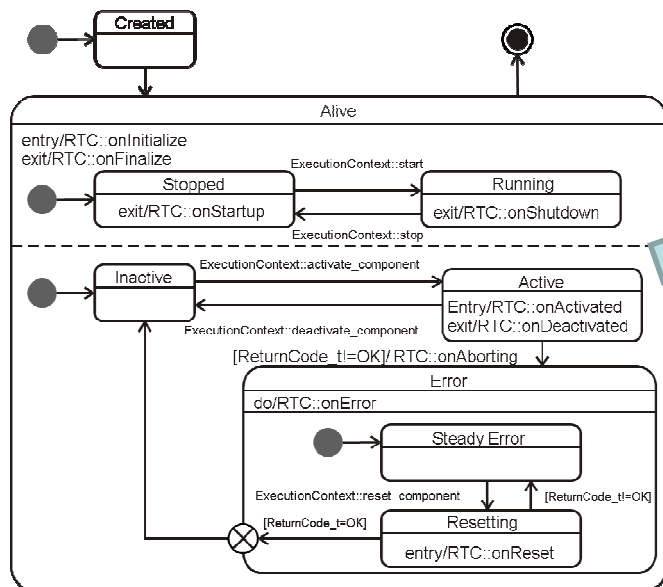 Created
Alive
entry/RTC::onInitialize
exit/RTC::onFinalize
ExecutionContext::start
Stopped
exit/RTC::onStartup
Running
exit/RTC::onShutdown
ExecutionContext::stop
Inactive
ExecutionContext::activate_component
Active
Entry/RTC::onActivated
exit/RTC::onDeactivated
ExecutionContext::deactivate_component
[ReturnCode_t!=OK]/ RTC::onAborting
Error
do/RTC::onError
Steady Error
ExecutionContext::reset_component
[ReturnCode_t!=OK]
[ReturnCode_t=OK]
Resetting
entry/RTC::onReset